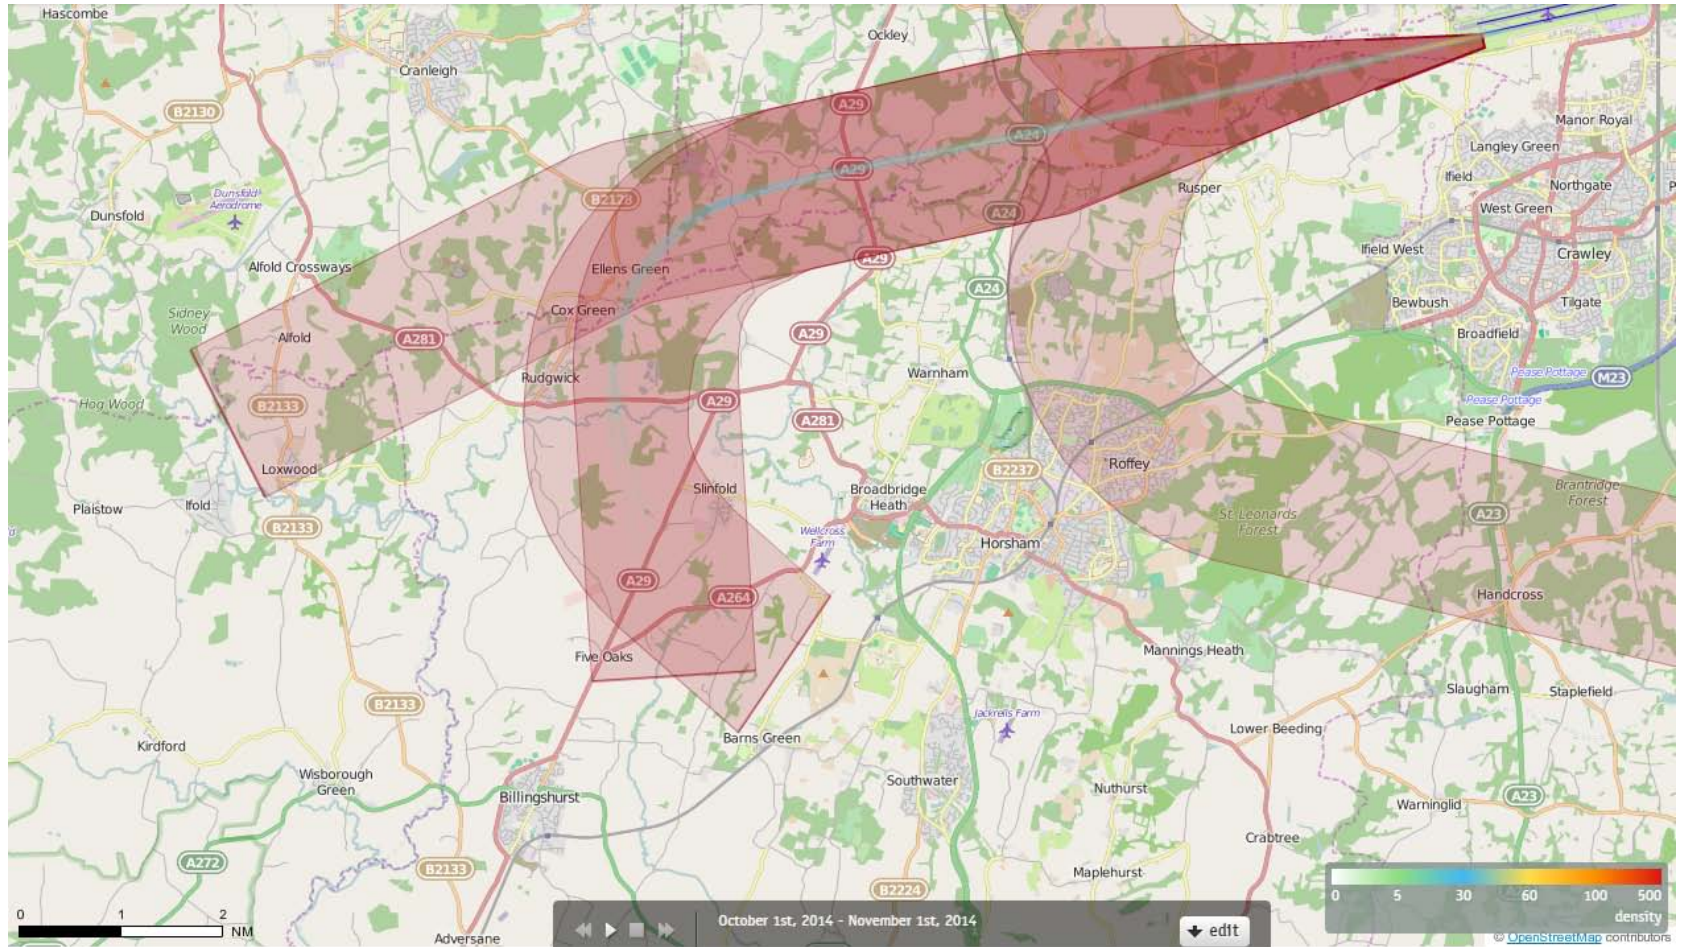 Hascombe
Ockley
Cranleigh
B2130
A29
Manor Royal
A24
Langley Green
A29
Ifield
Northgate
Dunsfold
Aerodrome
Rusper
B2128
West Green
Dunsfold
A24
Ifield West
Crawley
A29
Alfold Crossways
Ellens Green
A24
Bewbush
Tilgate
Sidney
Wood
Cox Green
Alfold
A281
A29
Broadfield
Rudgwick
Warnham
Pease Pottage
M23
Hog Wood
B2133
A29
A281
Pease Pottage
Pease Pottage
Loxwood
B2237
Roffey
Slinfold
Broadbridge
Heath
Brantridge
Forest
Ifold
Plaistow
St. Leonards
Forest
A23
B2133
Wellcross
Farm
Horsham
A29
A264
Handcross
Five Oaks
Mannings Heath
B2133
Slaugham
Staplefield
Jackrells Farm
Barns Green
Lower Beeding
Kirdford
Wisborough
Green
Southwater
Nuthurst
Billingshurst
A23
Warninglid
Crabtree
A272
B2133
Maplehurst
B2224
0 5 30 60 100 500
density
0 1 2
NM
October 1st, 2014 - November 1st, 2014
edit
Adversane
© OpenStreetMap contributors